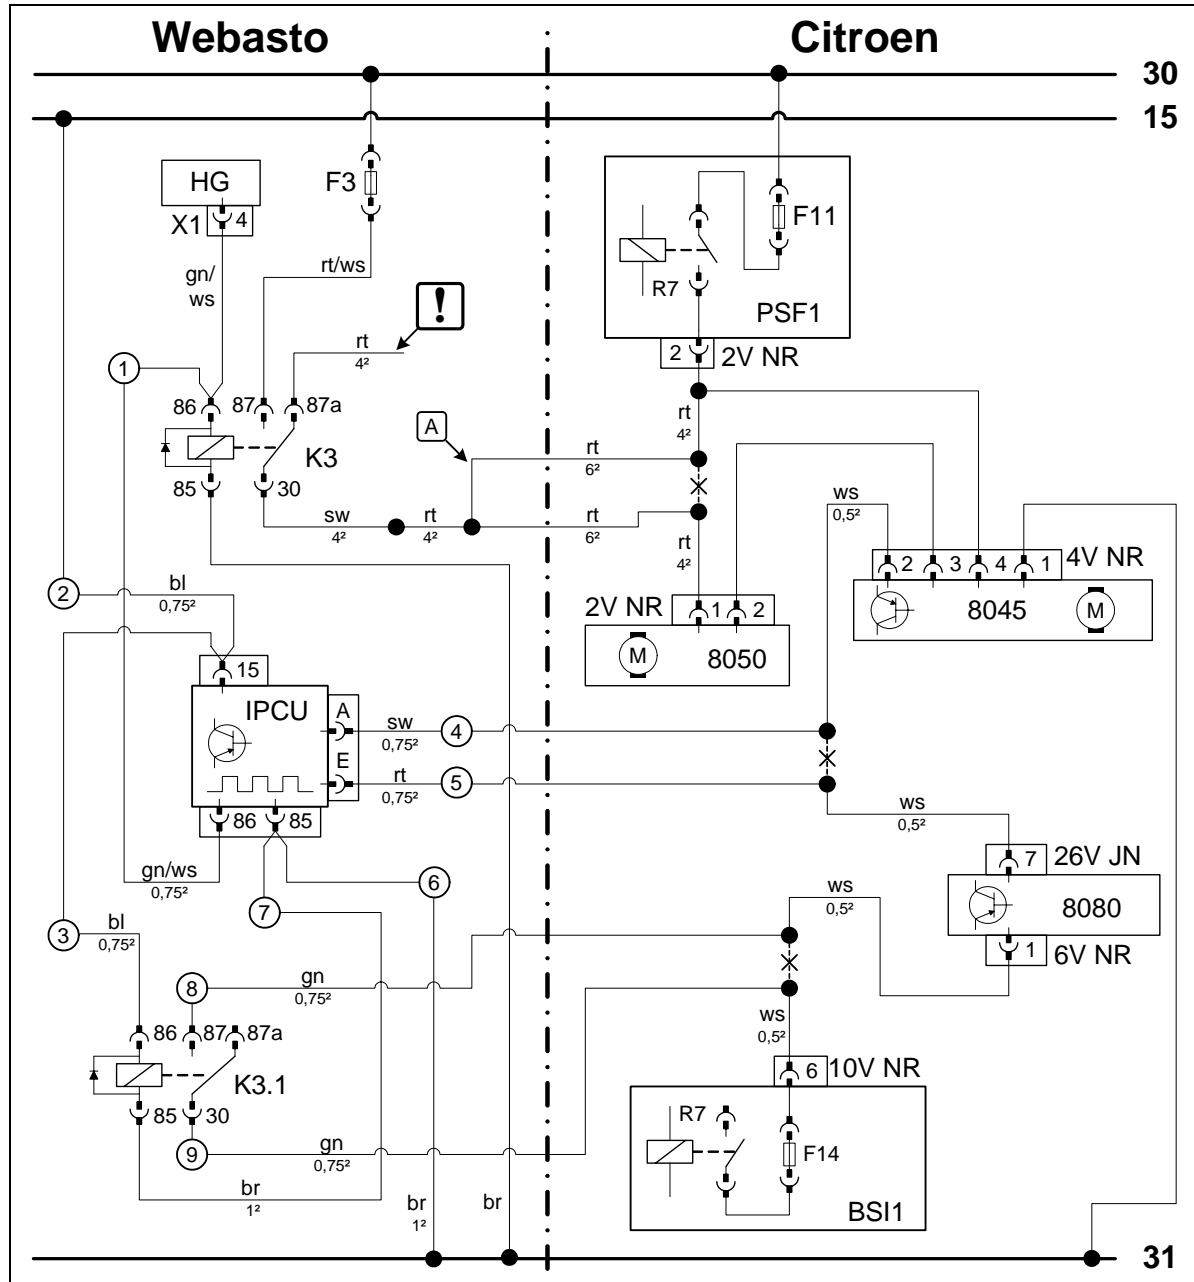 Webasto
Citroen
30
15
HG
X1
4
F3
F11
gn/
ws
rt/ws
!
R7
PSF1
2
2V NR
rt
4²
1
86
87
87a
K3
85
30
A
rt
4²
rt
6²
sw
4²
rt
4²
rt
6²
rt
4²
ws
0,5²
2
3
4
1
4V NR
8045
M
2
bl
0,75²
2V NR
1
2
M
8050
15
IPCU
A
sw
0,75²
4
E
rt
0,75²
5
86
85
ws
0,5²
gn/ws
0,75²
6
7
7
26V JN
8080
1
6V NR
ws
0,5²
3
bl
0,75²
8
gn
0,75²
ws
0,5²
86
87
87a
K3.1
85
30
9
gn
0,75²
6
10V NR
R7
F14
BSI1
br
1²
br
1²
br
31